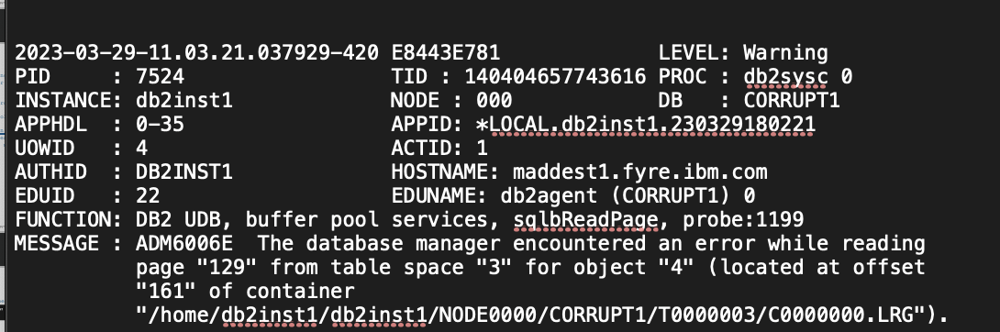 2023-03-29-11.03.21.037929-420 E8443E781 LEVEL: Warning
PID : 7524 TID : 140404657743616 PROC : db2sysc 0
INSTANCE: db2inst1 NODE : 000 DB : CORRUPT1
APPHDL : 0-35 APPID: *LOCAL.db2inst1.230329180221
UOWID : 4 ACTID: 1
AUTHID : DB2INST1 HOSTNAME: maddest1.fyre.ibm.com
EDUID : 22 EDUNAME: db2agent (CORRUPT1) 0
FUNCTION: DB2 UDB, buffer pool services, sqlbReadPage, probe:1199
MESSAGE : ADM6006E The database manager encountered an error while reading
page "129" from table space "3" for object "4" (located at offset
"161" of container
"/home/db2inst1/db2inst1/NODE0000/CORRUPT1/T0000003/C0000000.LRG").